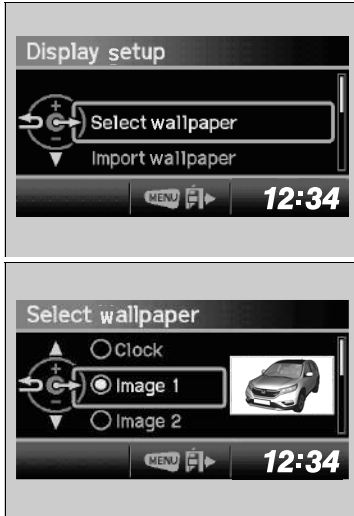 Display setup
+
Select wallpaper
−
Import wallpaper
MENU
12:34
Select wallpaper
Clock
+
Image 1
−
Image 2
MENU
12:34